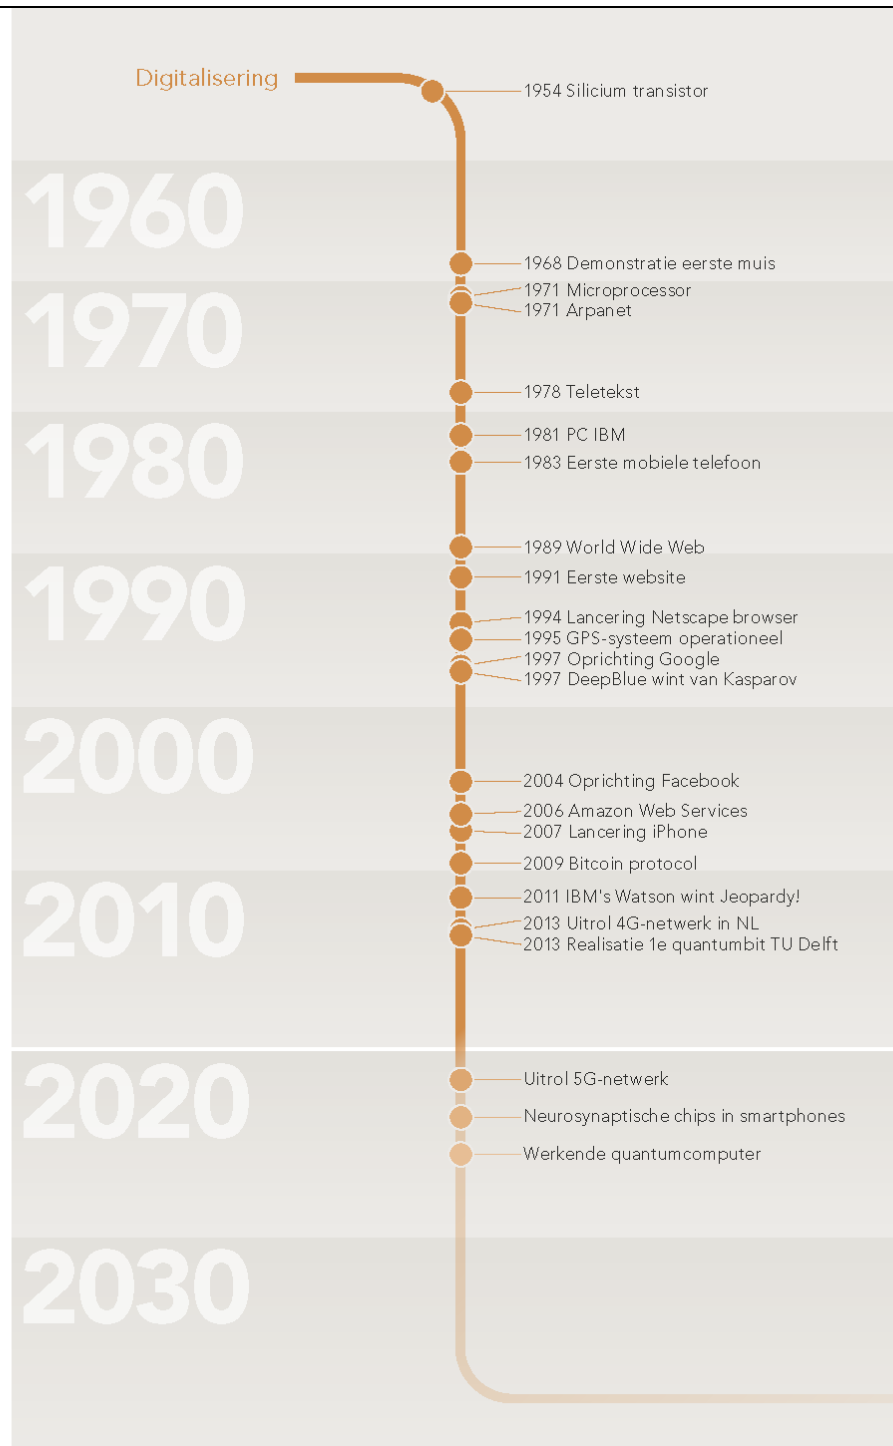 Digitalisering
1954 Silicium transistor
1960
1968 Demonstratie eerste muis
1970
1971 Microprocessor
1971 Arpanet
1978 Teletekst
1980
1981 PC IBM
1983 Eerste mobiele telefoon
1989 World Wide Web
1990
1991 Eerste website
1994 Lancering Netscape browser
1995 GPS-systeem operationeel
1997 Oprichting Google
1997 DeepBlue wint van Kasparov
2000
2004 Oprichting Facebook
2006 Amazon Web Services
2007 Lancering iPhone
2009 Bitcoin protocol
2010
2011 IBM's Watson wint Jeopardy!
2013 Uitrol 4G-netwerk in NL
2013 Realisatie 1e quantumbit TU Delft
2020
Uitrol 5G-netwerk
Neurosynaptische chips in smartphones
Werkende quantumcomputer
2030